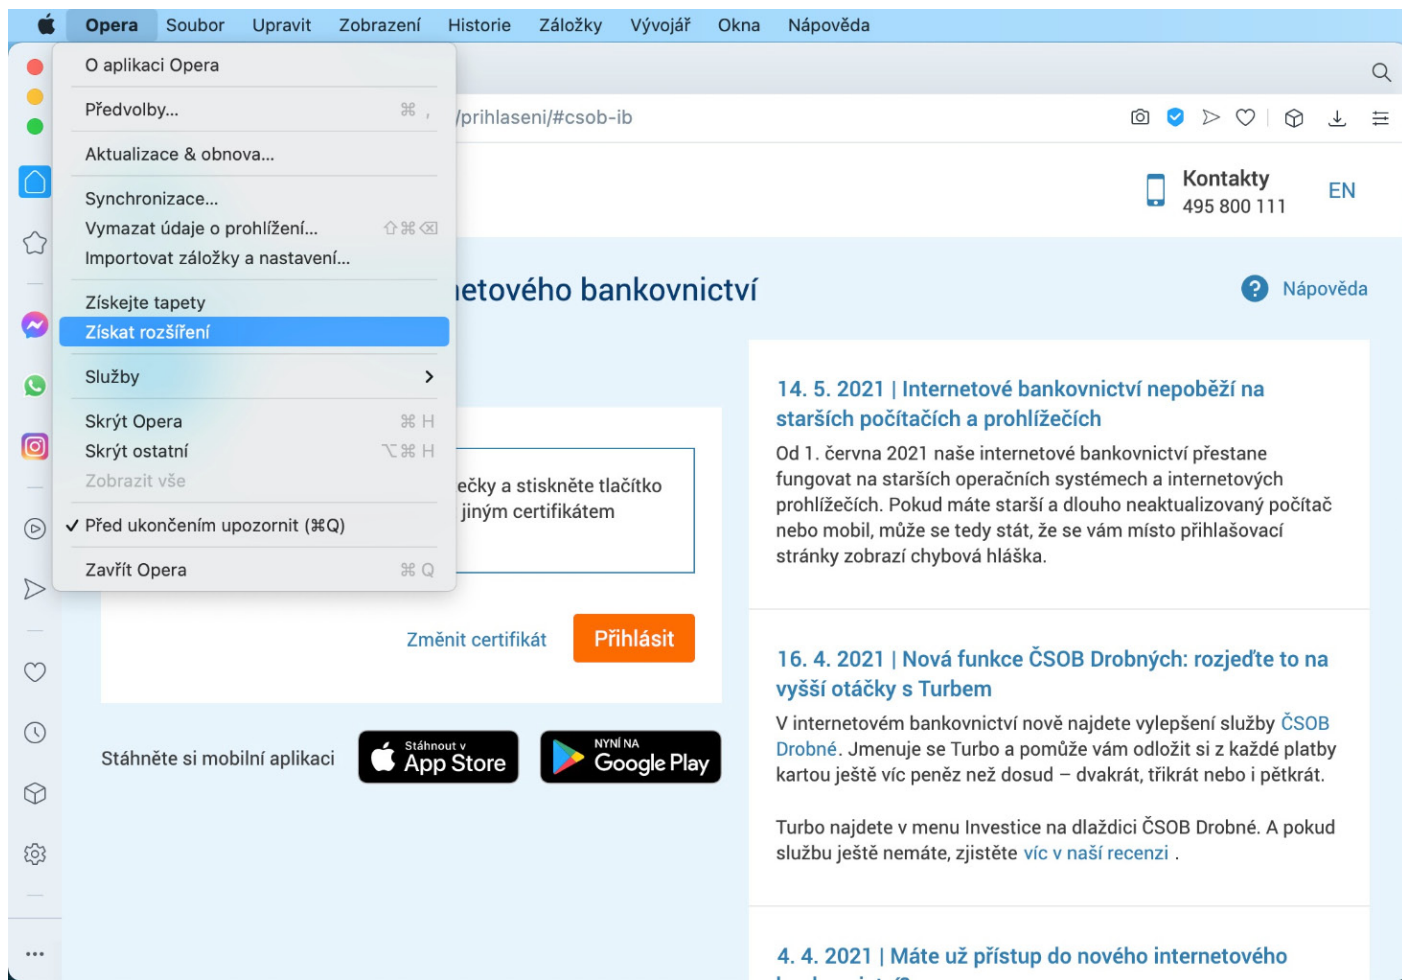 Opera Soubor Upravit Zobrazení Historie Záložky Vývojář Okna Nápověda
O aplikaci Opera
Předvolby... ⌘ ,
Aktualizace & obnova...
Synchronizace...
Vymazat údaje o prohlížení... ⇧⌘⌫
Importovat záložky a nastavení...
Získejte tapety
Získat rozšíření
Služby
Skrýt Opera ⌘ H
Skrýt ostatní ⌥⌘ H
Zobrazit vše
✓ Před ukončením upozornit (⌘Q)
Zavřít Opera ⌘ Q
/prihlaseni/#csob-ib
Kontakty
495 800 111
EN
netového bankovnictví
Nápověda
ečky a stiskněte tlačítko
jiným certifikátem
Změnit certifikát
Přihlásit
Stáhněte si mobilní aplikaci
Stáhnout v
App Store
NYNÍ NA
Google Play
14. 5. 2021 | Internetové bankovnictví nepoběží na
starších počítačích a prohlížečích
Od 1. června 2021 naše internetové bankovnictví přestane
fungovat na starších operačních systémech a internetových
prohlížečích. Pokud máte starší a dlouho neaktualizovaný počítač
nebo mobil, může se tedy stát, že se vám místo přihlašovací
stránky zobrazí chybová hláška.
16. 4. 2021 | Nová funkce ČSOB Drobných: rozjeďte to na
vyšší otáčky s Turbem
V internetovém bankovnictví nově najdete vylepšení služby ČSOB
Drobné. Jmenuje se Turbo a pomůže vám odložit si z každé platby
kartou ještě víc peněz než dosud – dvakrát, třikrát nebo i pětkrát.
Turbo najdete v menu Investice na dlaždici ČSOB Drobné. A pokud
službu ještě nemáte, zjistěte víc v naší recenzi .
4. 4. 2021 | Máte už přístup do nového internetového